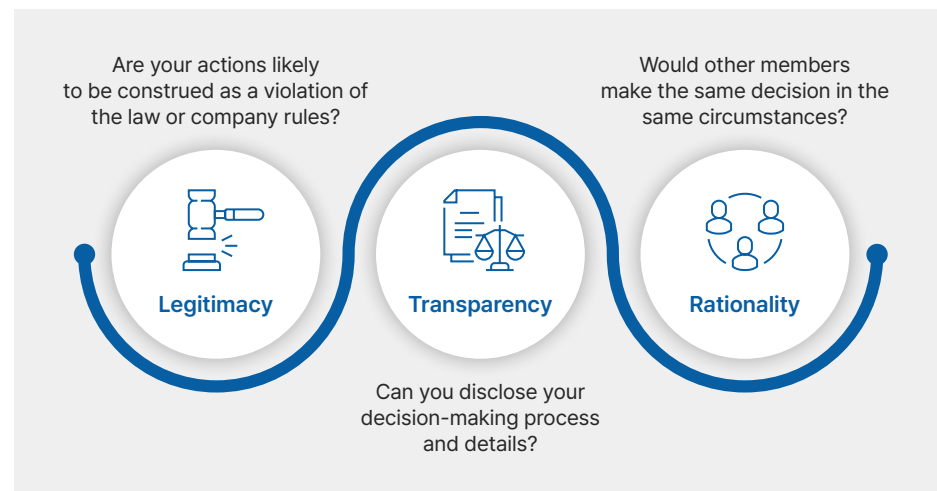 Are your actions likely
to be construed as a violation of
the law or company rules?
Legitimacy
Transparency
Can you disclose your
decision-making process
and details?
Would other members
make the same decision in the
same circumstances?
Rationality